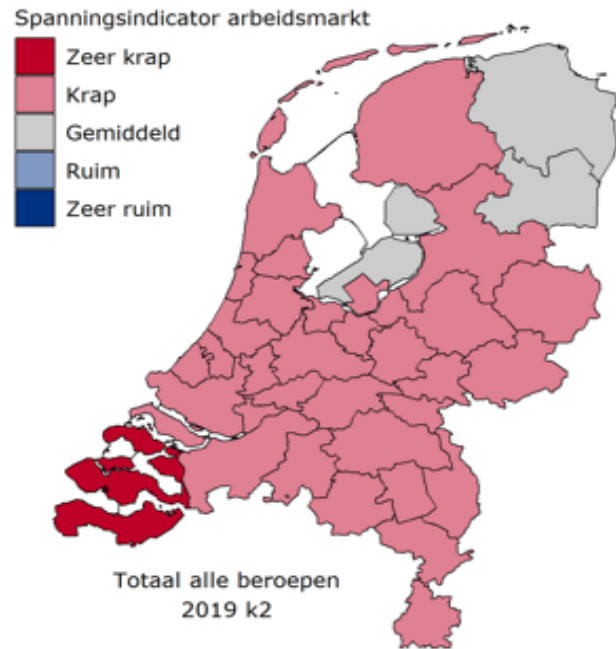 Spanningsindicator arbeidsmarkt
Zeer krap
Krap
Gemiddeld
Ruim
Zeer ruim
Totaal alle beroepen
2019 k2